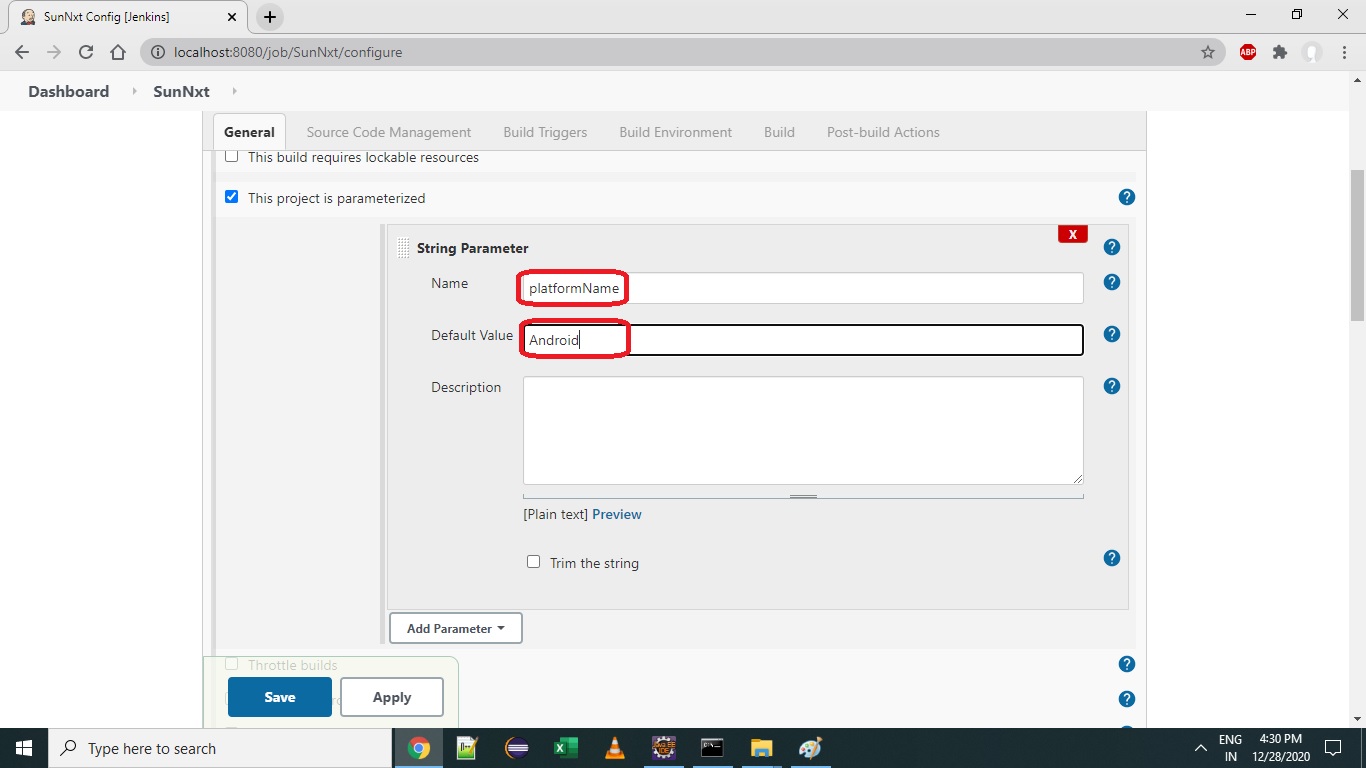 SunNxt Config [Jenkins]
localhost:8080/job/SunNxt/configure
ABP
Dashboard SunNxt
General Source Code Management Build Triggers Build Environment Build Post-build Actions
This build requires lockable resources
This project is parameterized ?
X
String Parameter ?
Name platformName ?
Default Value Android ?
Description ?
[Plain text] Preview
Trim the string ?
Add Parameter
Throttle builds ?
Save Apply ?
Type here to search
ENG 4:30 PM
IN 12/28/2020